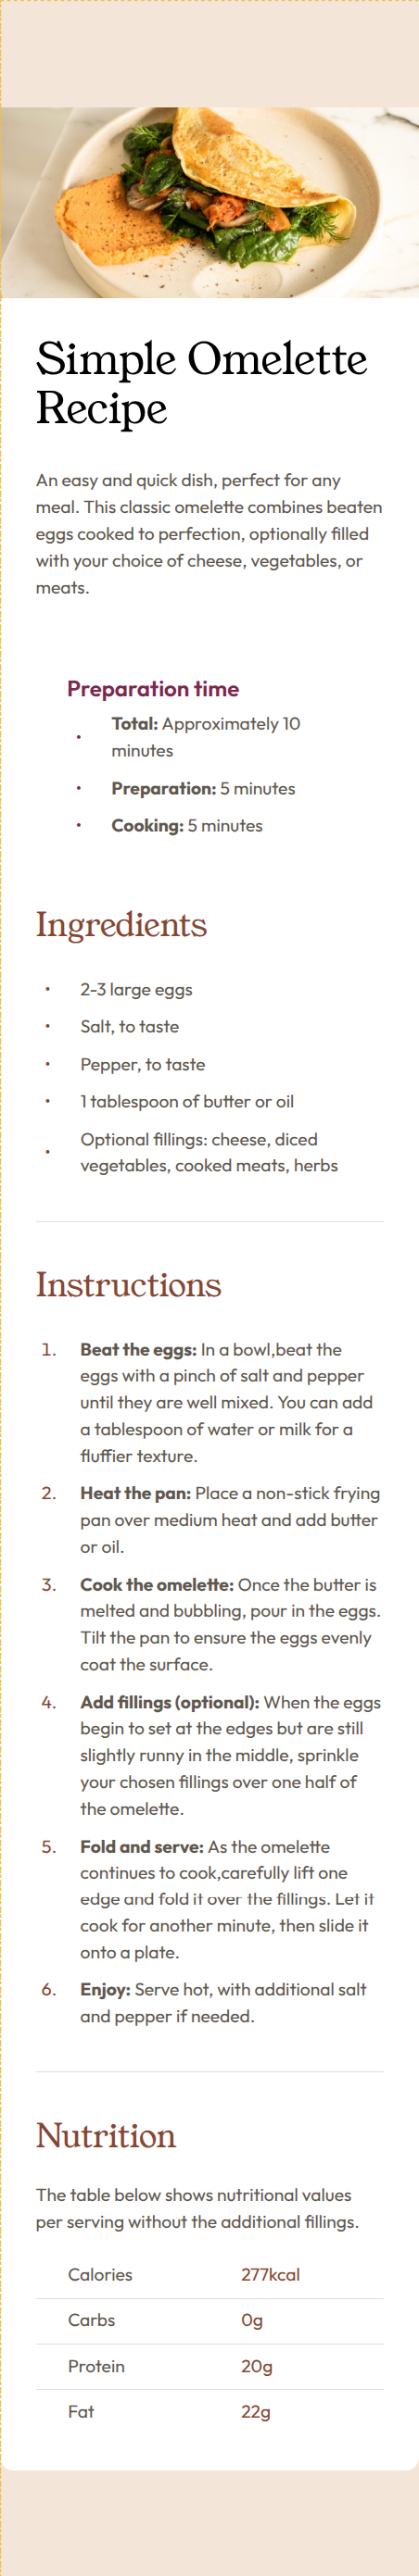 Simple Omelette
Recipe
An easy and quick dish, perfect for any
meal. This classic omelette combines beaten
eggs cooked to perfection, optionally filled
with your choice of cheese, vegetables, or
meats.
Preparation time
• Total: Approximately 10
minutes
• Preparation: 5 minutes
• Cooking: 5 minutes
Ingredients
• 2-3 large eggs
• Salt, to taste
• Pepper, to taste
• 1 tablespoon of butter or oil
• Optional fillings: cheese, diced
vegetables, cooked meats, herbs
Instructions
1. Beat the eggs: In a bowl,beat the
eggs with a pinch of salt and pepper
until they are well mixed. You can add
a tablespoon of water or milk for a
fluffier texture.
2. Heat the pan: Place a non-stick frying
pan over medium heat and add butter
or oil.
3. Cook the omelette: Once the butter is
melted and bubbling, pour in the eggs.
Tilt the pan to ensure the eggs evenly
coat the surface.
4. Add fillings (optional): When the eggs
begin to set at the edges but are still
slightly runny in the middle, sprinkle
your chosen fillings over one half of
the omelette.
5. Fold and serve: As the omelette
continues to cook,carefully lift one
edge and fold it over the fillings. Let it
cook for another minute, then slide it
onto a plate.
6. Enjoy: Serve hot, with additional salt
and pepper if needed.
Nutrition
The table below shows nutritional values
per serving without the additional fillings.
Calories 277kcal
Carbs 0g
Protein 20g
Fat 22g